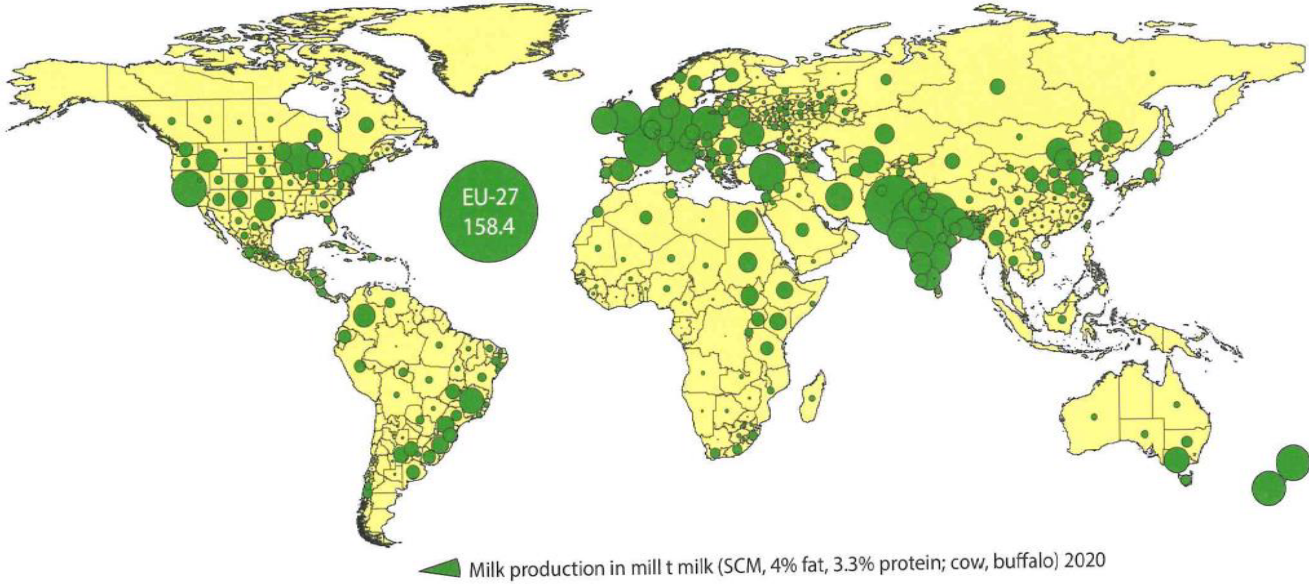 EU-27
158.4
Milk production in mill t milk (SCM, 4% fat, 3.3% protein; cow, buffalo) 2020